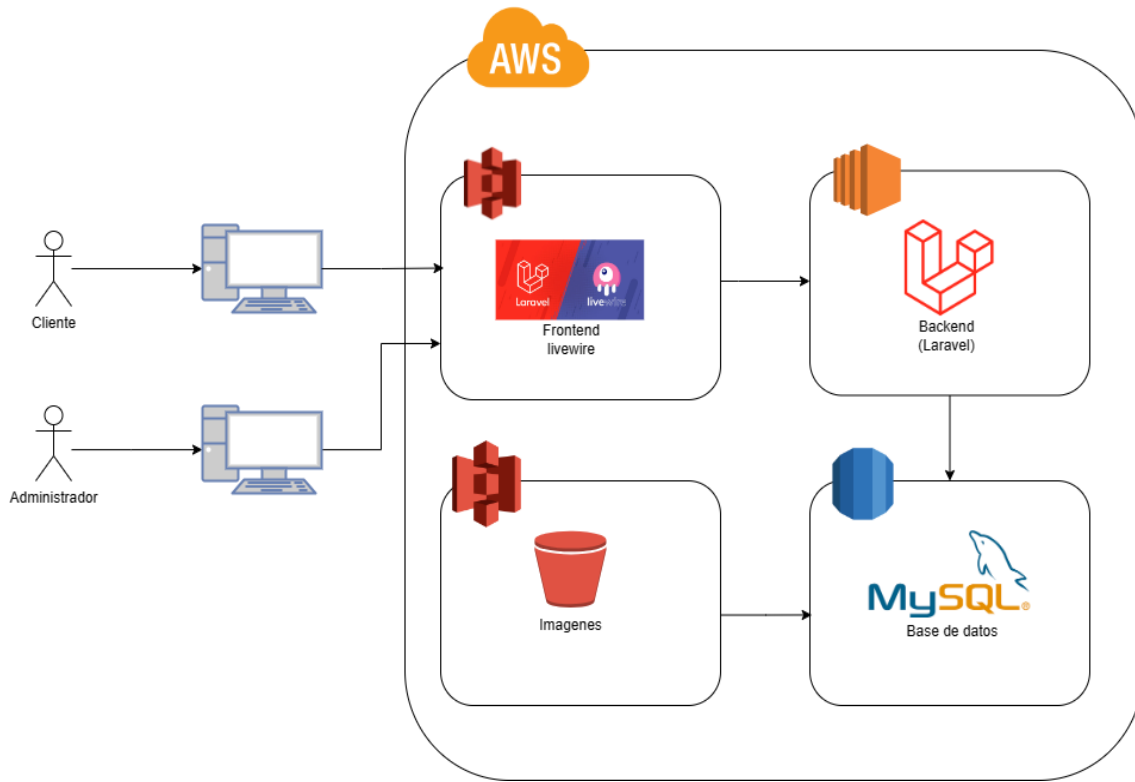 AWS
Laravel
livewire
Frontend
livewire
Backend
(Laravel)
Cliente
Administrador
Imagenes
MySQL®
Base de datos